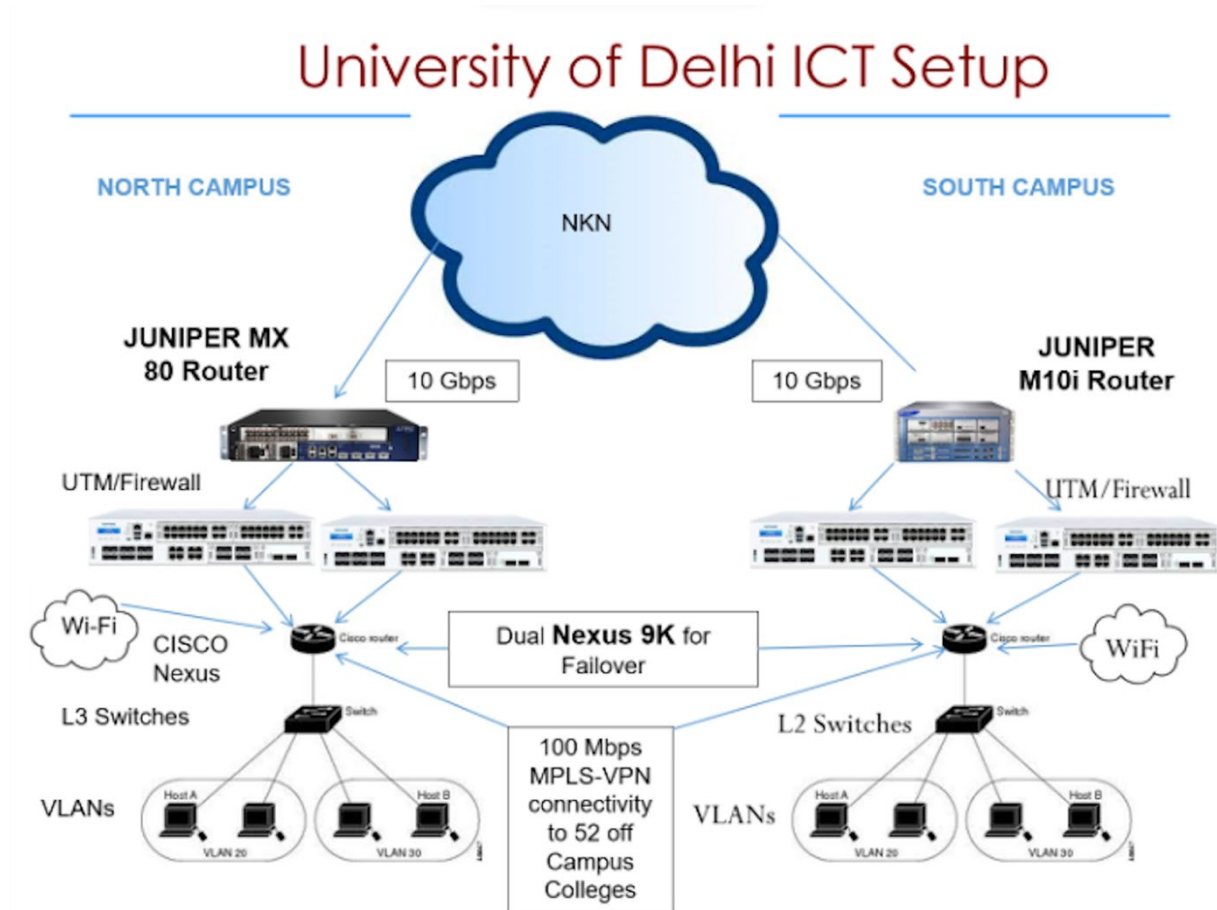 University of Delhi ICT Setup
NORTH CAMPUS
SOUTH CAMPUS
NKN
JUNIPER MX
80 Router
JUNIPER
M10i Router
10 Gbps
10 Gbps
UTM/Firewall
UTM/Firewall
Wi-Fi
CISCO
Nexus
Cisco router
Dual Nexus 9K for
Failover
Cisco router
WiFi
L3 Switches
Switch
L2 Switches
Switch
100 Mbps
MPLS-VPN
connectivity
to 52 off
Campus
Colleges
VLANs
Host A
Host B
VLAN 20
VLAN 30
VLANs
Host A
Host B
VLAN 20
VLAN 30